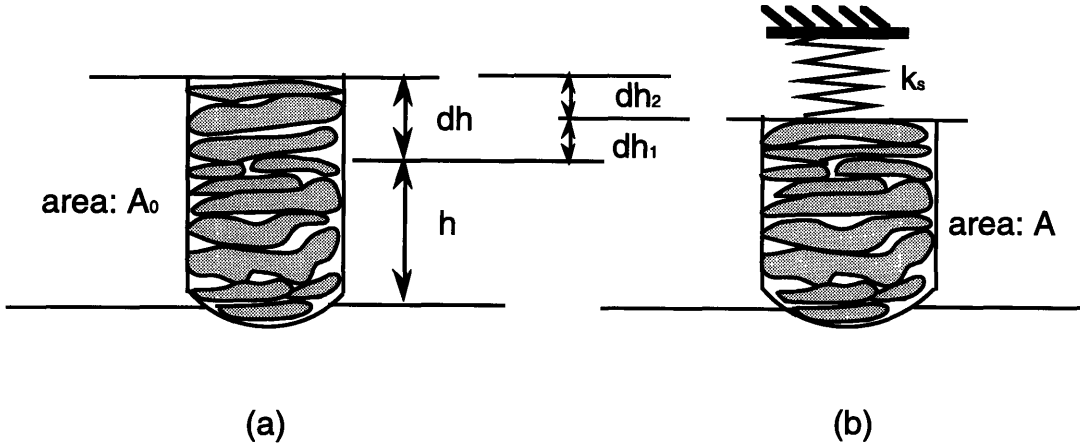 dh
h
area: A₀
(a)
dh₂
dh₁
kₛ
area: A
(b)